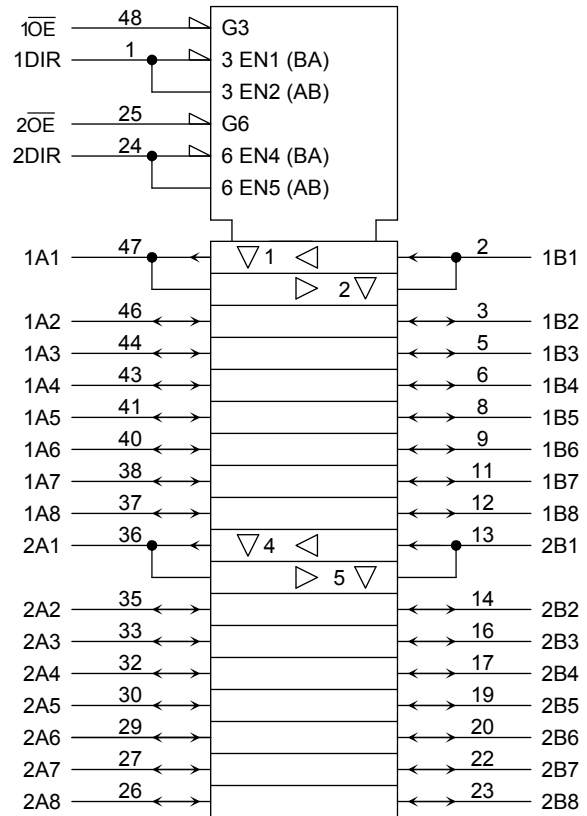 1OE 48 G3
1DIR 1 3 EN1 (BA)
3 EN2 (AB)
2OE 25 G6
2DIR 24 6 EN4 (BA)
6 EN5 (AB)
1A1 47 1 2 1B1
2
1A2 46 3 1B2
1A3 44 5 1B3
1A4 43 6 1B4
1A5 41 8 1B5
1A6 40 9 1B6
1A7 38 11 1B7
1A8 37 12 1B8
2A1 36 4 13 2B1
5
2A2 35 14 2B2
2A3 33 16 2B3
2A4 32 17 2B4
2A5 30 19 2B5
2A6 29 20 2B6
2A7 27 22 2B7
2A8 26 23 2B8